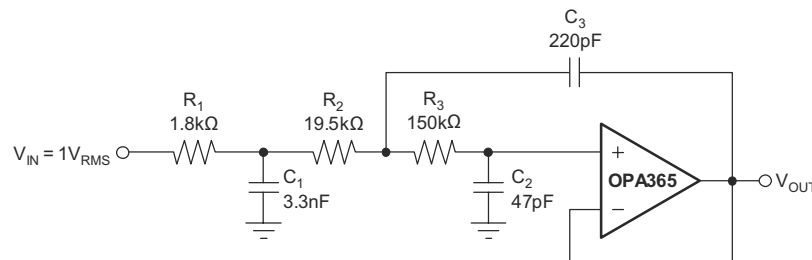 C3
220pF
R1
1.8kΩ
R2
19.5kΩ
R3
150kΩ
VIN = 1VRMS
C1
3.3nF
C2
47pF
+
OPA365
−
VOUT